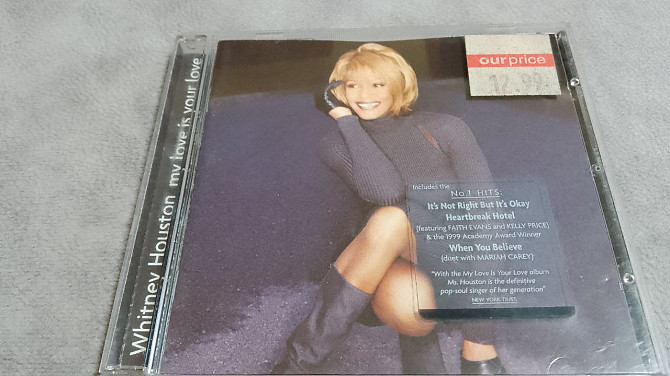 Whitney Houston my love is your love
ourprice
12.99
Includes the
No.1 HITS:
It's Not Right But It's Okay
Heartbreak Hotel
(featuring FAITH EVANS and KELLY PRICE)
& the 1999 Academy Award Winner
When You Believe
(duet with MARIAH CAREY)
"With the My Love Is Your Love album
Ms. Houston is the definitive
pop-soul singer of her generation"
NEW YORK TIMES